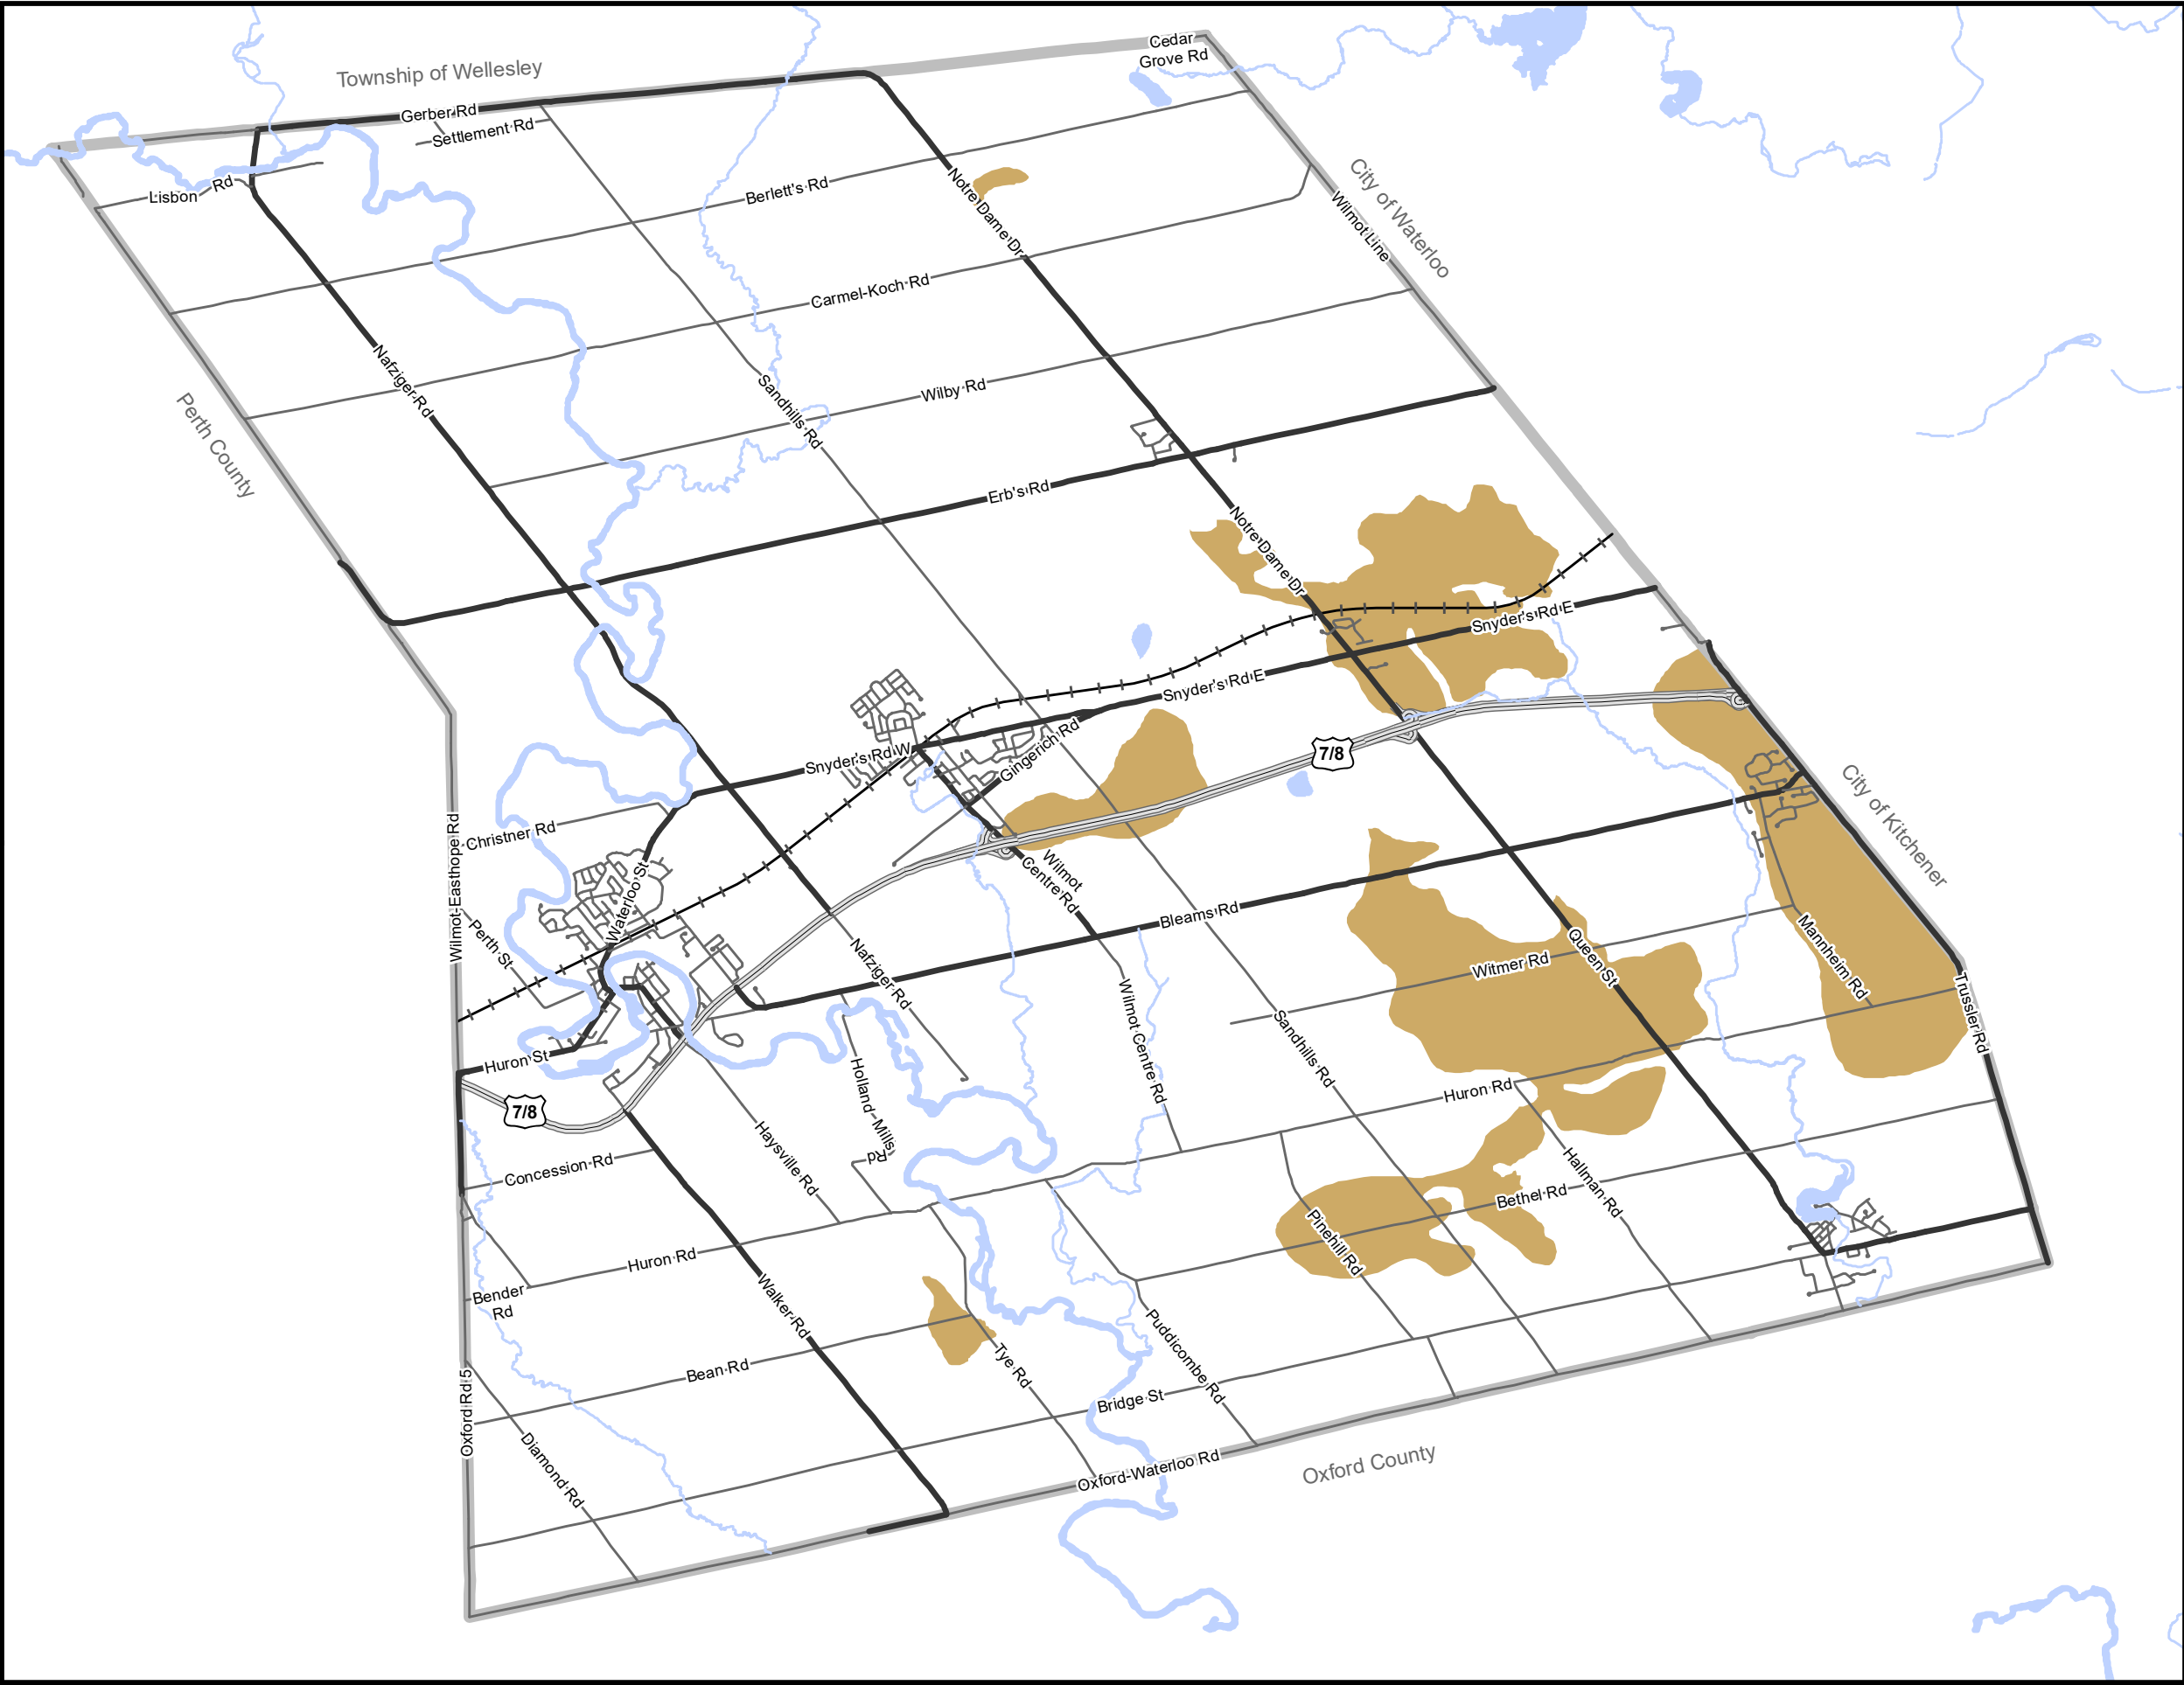 Cedar
Grove Rd
Township of Wellesley
Gerber Rd
Settlement Rd
Lisbon Rd
Berlett's Rd
Notre Dame Dr
City of Waterloo
Wilmot Line
Carmel-Koch Rd
Nafziger Rd
Sandhills Rd
Wilby Rd
Perth County
Erb's Rd
Notre Dame Dr
Snyder's Rd E
Snyder's Rd E
Snyder's Rd W
Gingerich Rd
7/8
City of Kitchener
Christner Rd
Wilmot-Easthope Rd
Waterloo St
Wilmot
Centre Rd
Bleams Rd
Perth St
Nafziger Rd
Queen St
Witmer Rd
Mannheim Rd
Trussler Rd
Huron St
7/8
Holland Mills
Rd
Wilmot Centre Rd
Sandhills Rd
Huron Rd
Haysville Rd
Concession Rd
Hallman Rd
Bethel Rd
Pinehill Rd
Huron Rd
Bender
Rd
Walker Rd
Puddicombe Rd
Tye Rd
Bean Rd
Bridge St
Oxford Rd 5
Diamond Rd
Oxford-Waterloo Rd
Oxford County